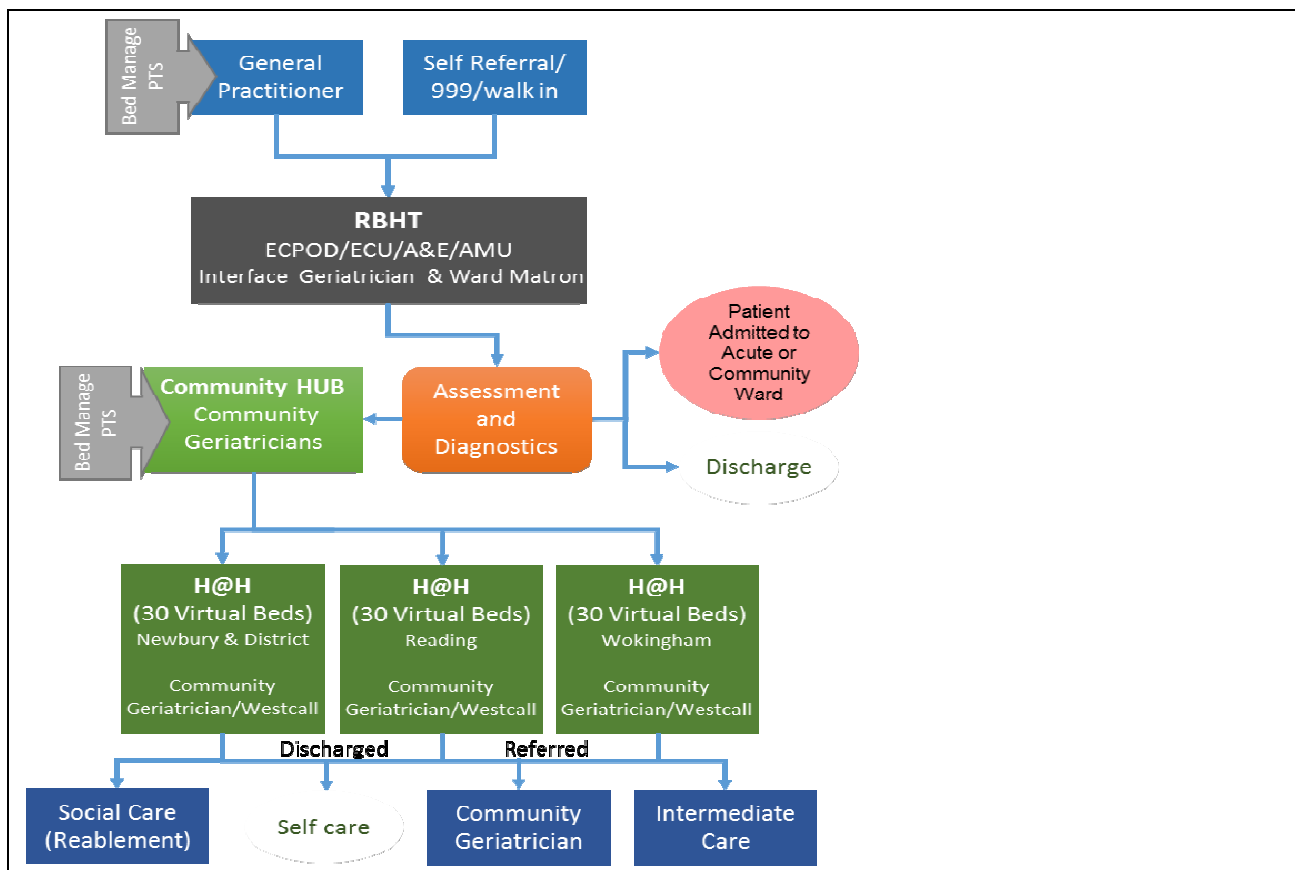 Bed Manage
PTS
General
Practitioner
Self Referral/
999/walk in
RBHT
ECPOD/ECU/A&E/AMU
Interface Geriatrician & Ward Matron
Patient
Admitted to
Acute or
Community
Ward
Bed Manage
PTS
Community HUB
Community
Geriatricians
Assessment
and
Diagnostics
Discharge
H@H
(30 Virtual Beds)
Newbury & District
Community
Geriatrician/Westcall
H@H
(30 Virtual Beds)
Reading
Community
Geriatrician/Westcall
H@H
(30 Virtual Beds)
Wokingham
Community
Geriatrician/Westcall
Discharged
Referred
Social Care
(Reablement)
Self care
Community
Geriatrician
Intermediate
Care